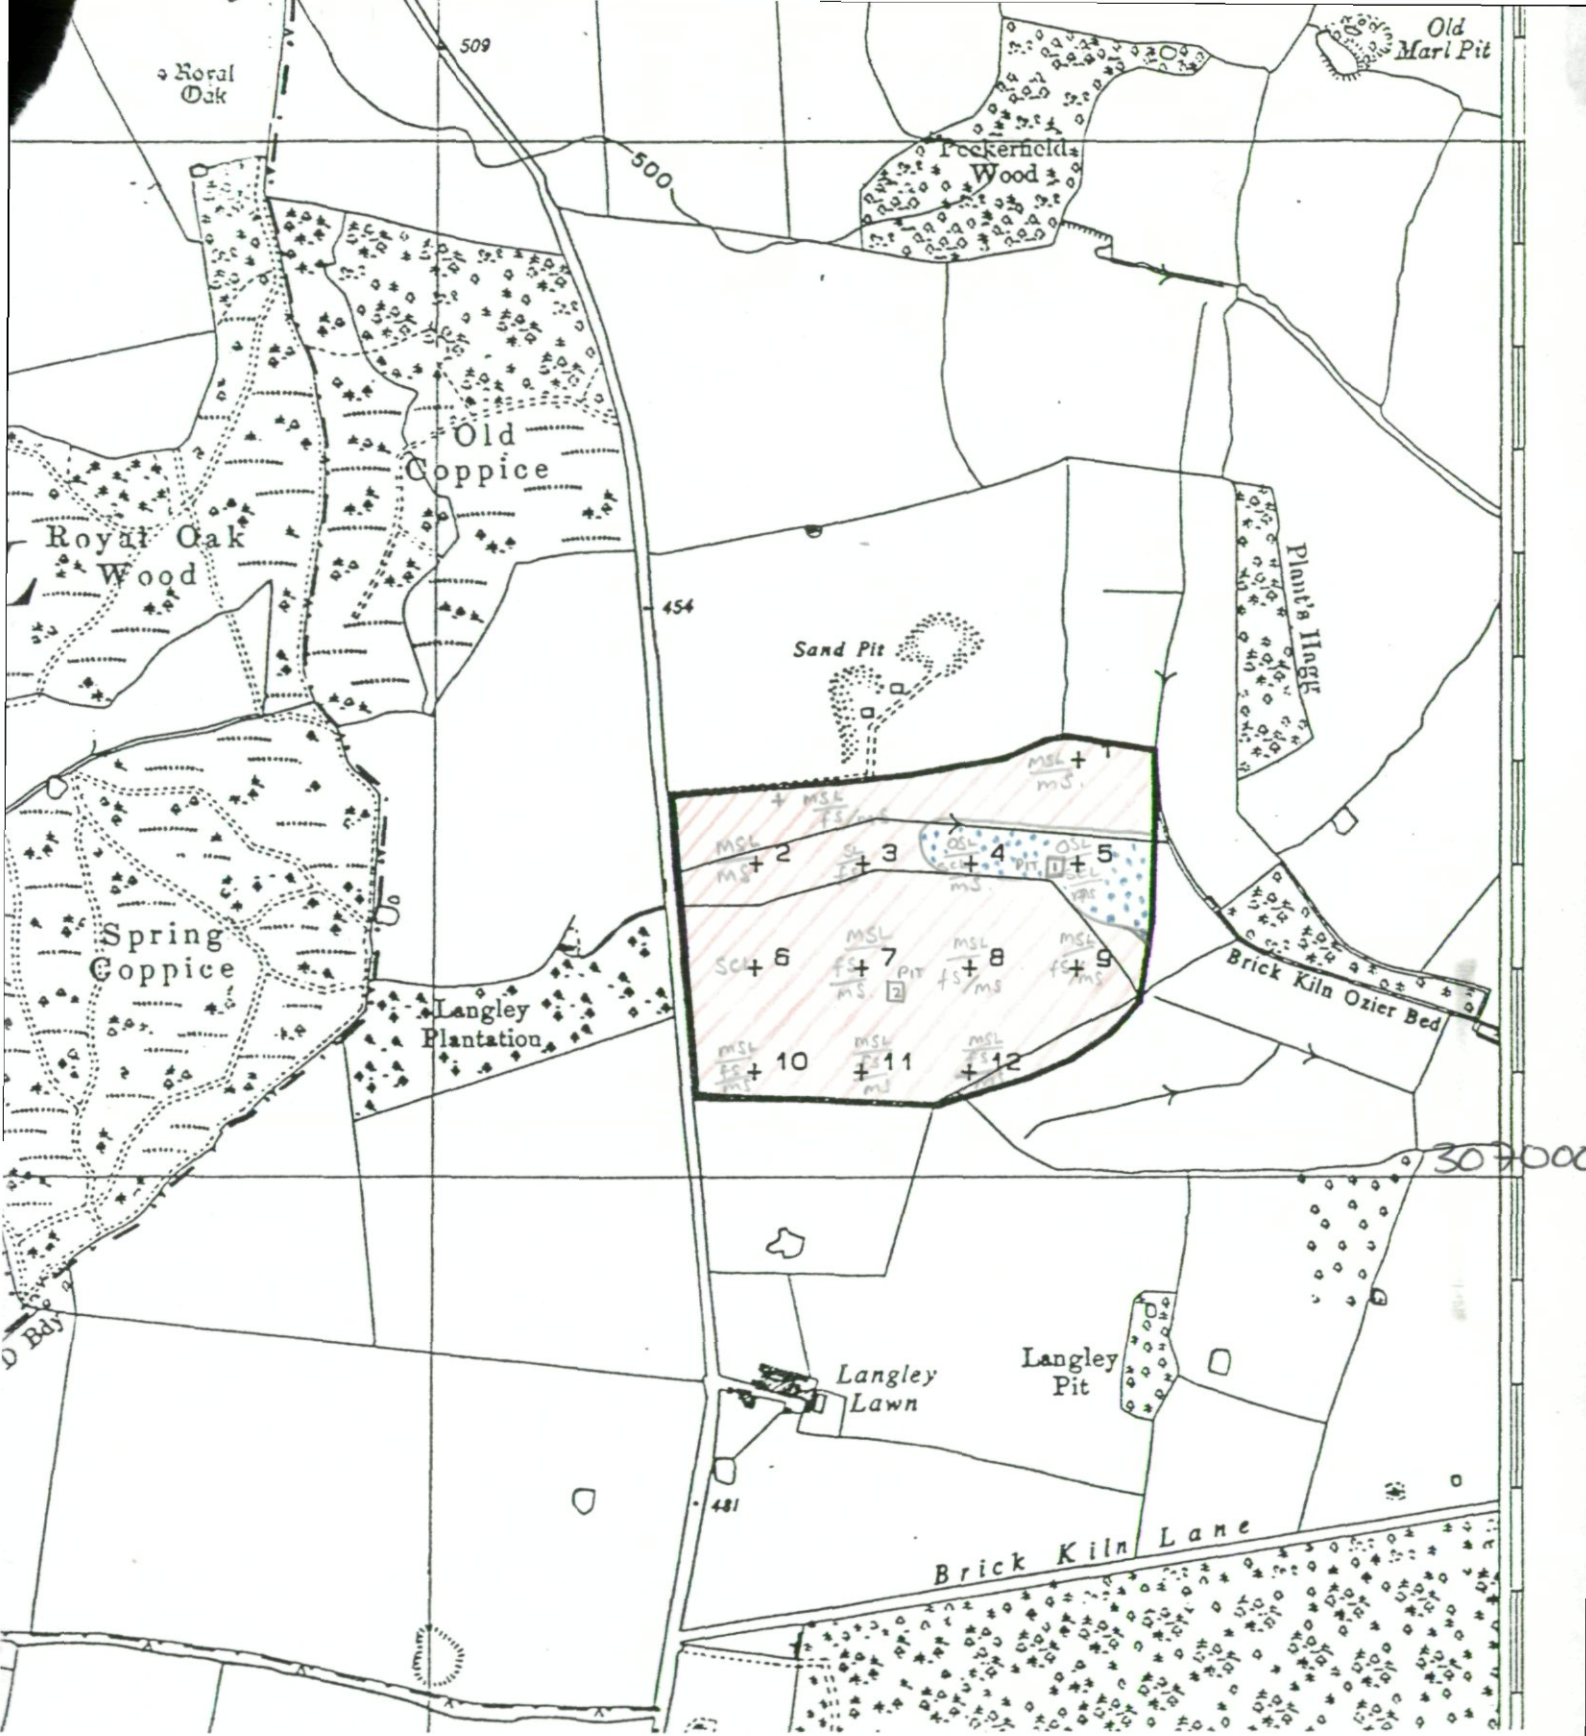 509
Old
Marl Pit
Royal
Oak
500
Peckerfield
Wood
Old
Coppice
Royal Oak
Wood
Plant's Hagg
454
Sand Pit
1
MSL
mS.
+ MSL
fS/mS
MSL
mS
2
SL
fS
3
OSL
SCL
mS
4
PIT
1
OSL
SCL
mS
5
Spring
Coppice
SCL
6
MSL
fS
mS.
7
PIT
2
MSL
fS/mS
8
MSL
fS/mS
9
Brick Kiln Ozier Bed
Langley
Plantation
MSL
fS
mS
10
MSL
fS
mS
11
MSL
fS
mS
12
307000
D Bdy
Langley
Lawn
Langley
Pit
481
Brick Kiln Lane